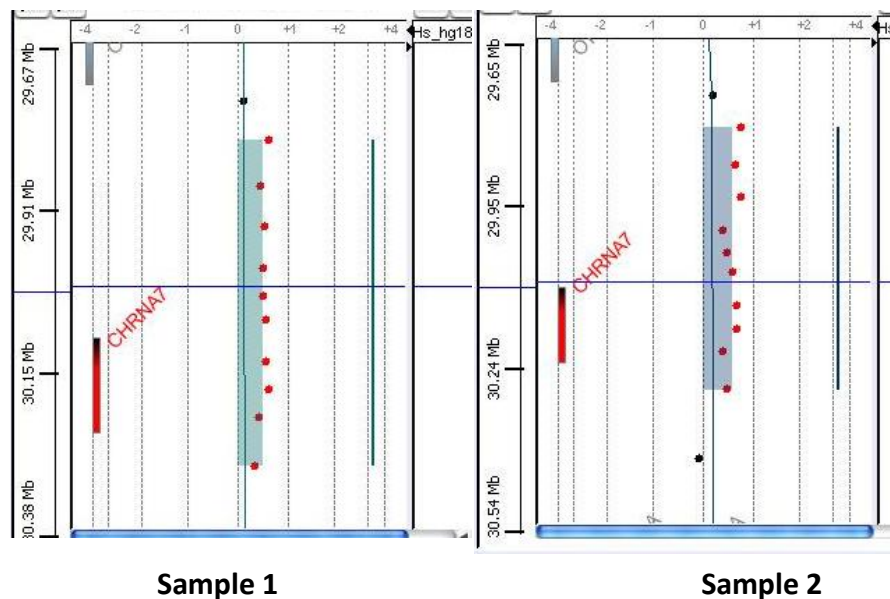 -4 -2 -1 0 +1 +2 +4
Hs_hg18
29.67 Mb
29.91 Mb
30.15 Mb
30.38 Mb
CHRNA7
-4 -2 -1 0 +1 +2 +4
29.65 Mb
29.95 Mb
30.24 Mb
30.54 Mb
CHRNA7
Sample 1
Sample 2